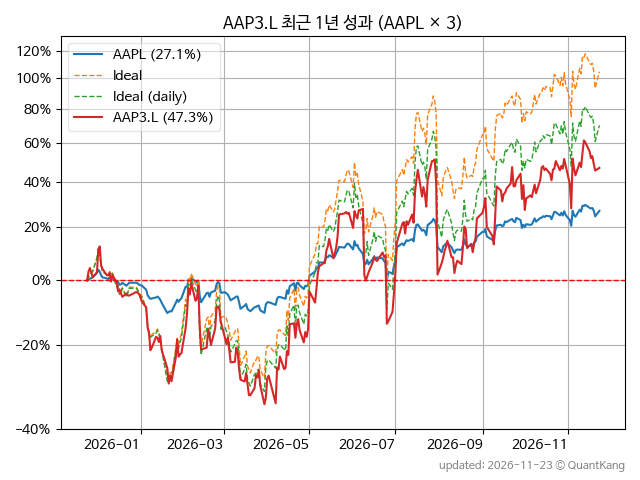 AAP3.L 최근 1년 성과 (AAPL × 3)
120%
100%
80%
60%
40%
20%
0%
−20%
−40%
AAPL (27.1%)
Ideal
Ideal (daily)
AAP3.L (47.3%)
2026-01
2026-03
2026-05
2026-07
2026-09
2026-11
updated: 2026-11-23 © QuantKang